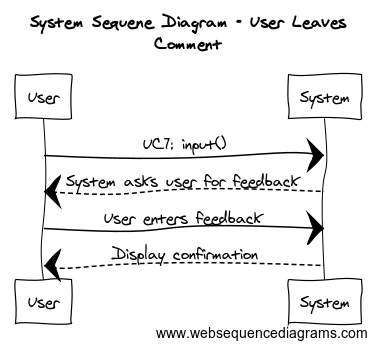 System Sequene Diagram - User Leaves
Comment
User
System
UC7: input()
System asks user for feedback
User enters feedback
Display confirmation
User
System
www.websequencediagrams.com